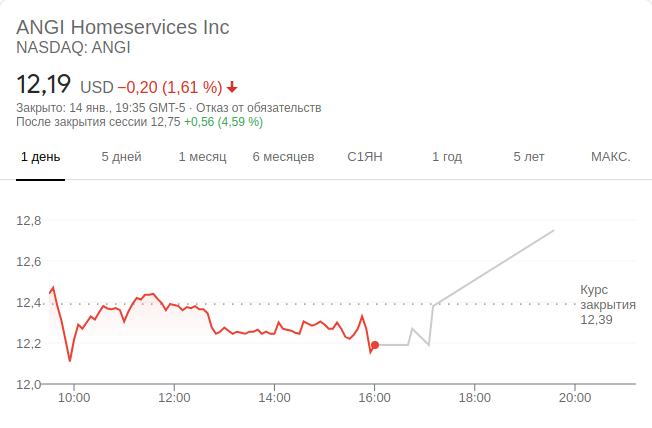 ANGI Homeservices Inc
NASDAQ: ANGI
12,19 USD −0,20 (1,61 %)
Закрыто: 14 янв., 19:35 GMT-5 · Отказ от обязательств
После закрытия сессии 12,75 +0,56 (4,59 %)
1 день 5 дней 1 месяц 6 месяцев С1ЯН 1 год 5 лет МАКС.
12,8
12,6
12,4
12,2
12,0
Курс
закрытия
12,39
10:00 12:00 14:00 16:00 18:00 20:00